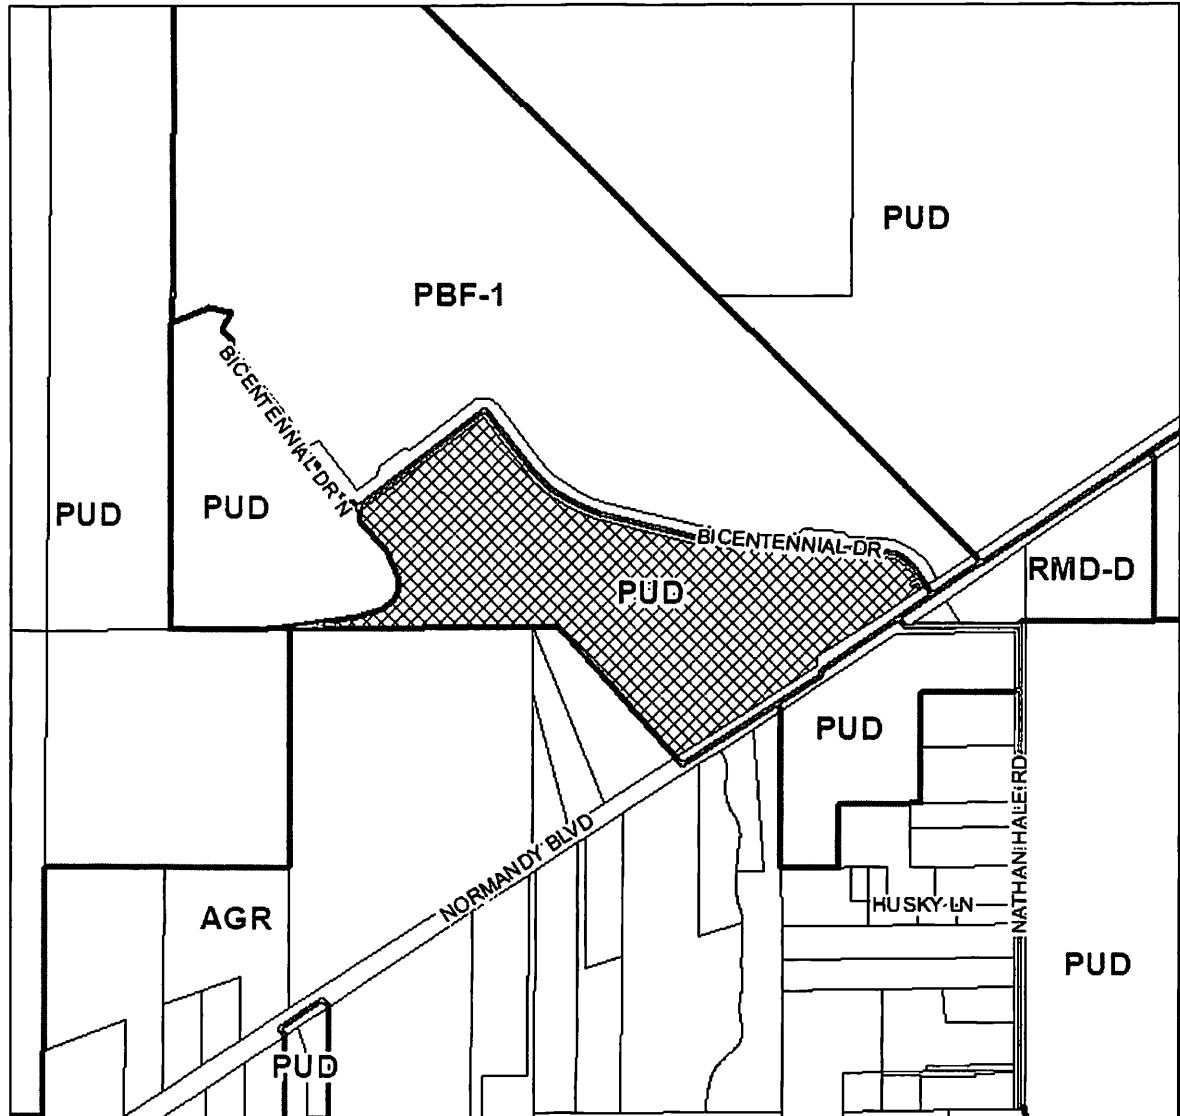 PUD
PBF-1
BICENTENNIAL DR N
PUD
PUD
BICENTENNIAL DR
RMD-D
PUD
PUD
NATHAN HALE RD
NORMANDY BLVD
HUSKY LN
AGR
PUD
PUD